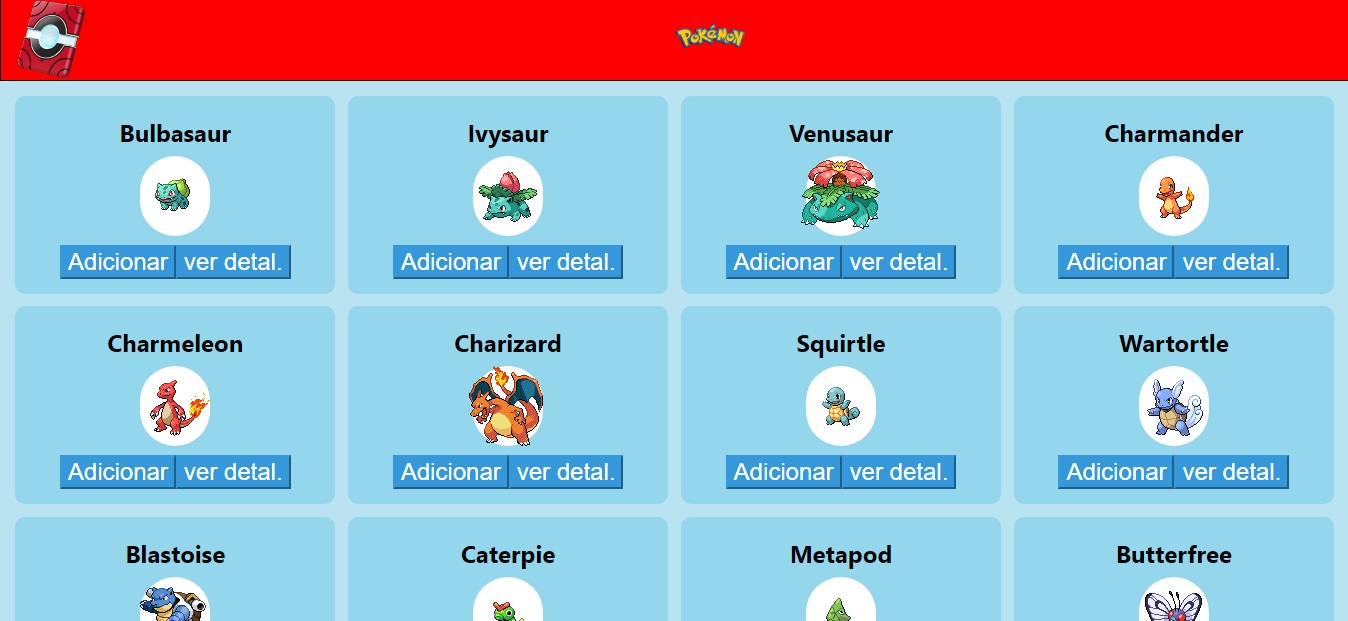 POKéMON
Bulbasaur
Ivysaur
Venusaur
Charmander
Adicionar ver detal.
Adicionar ver detal.
Adicionar ver detal.
Adicionar ver detal.
Charmeleon
Charizard
Squirtle
Wartortle
Adicionar ver detal.
Adicionar ver detal.
Adicionar ver detal.
Adicionar ver detal.
Blastoise
Caterpie
Metapod
Butterfree